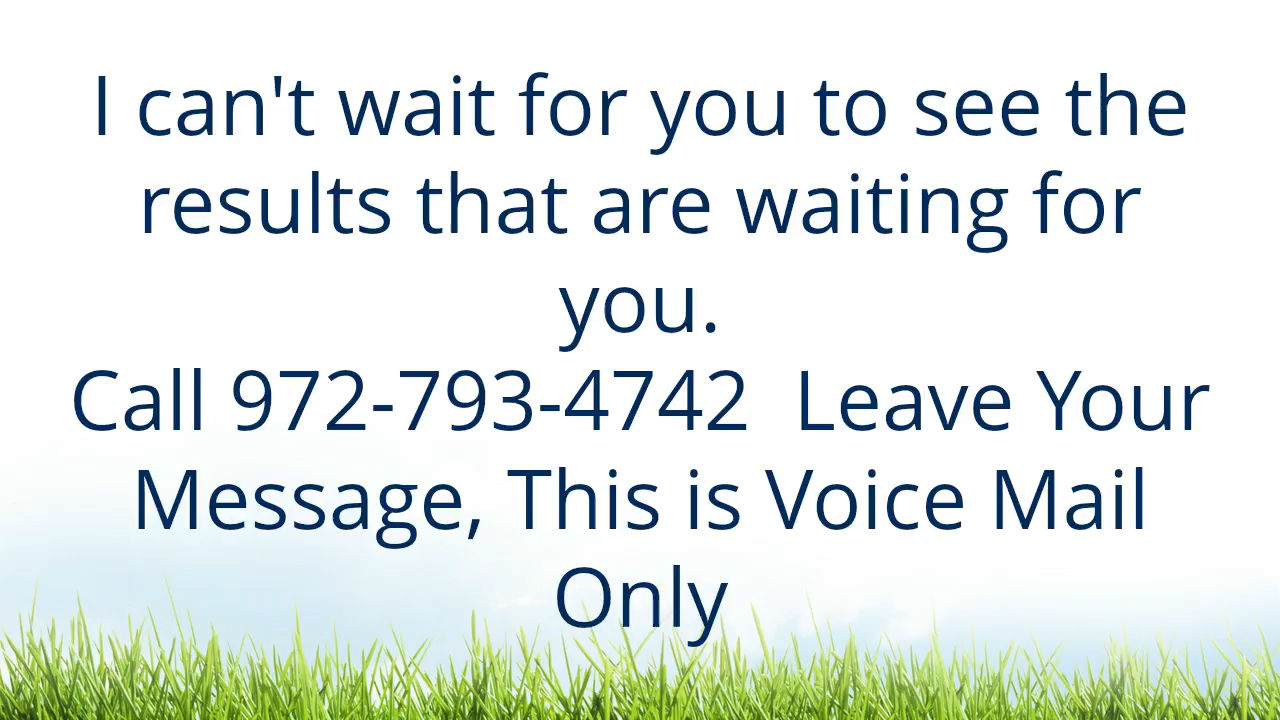 I can't wait for you to see the
results that are waiting for
you.
Call 972-793-4742  Leave Your
Message, This is Voice Mail
Only